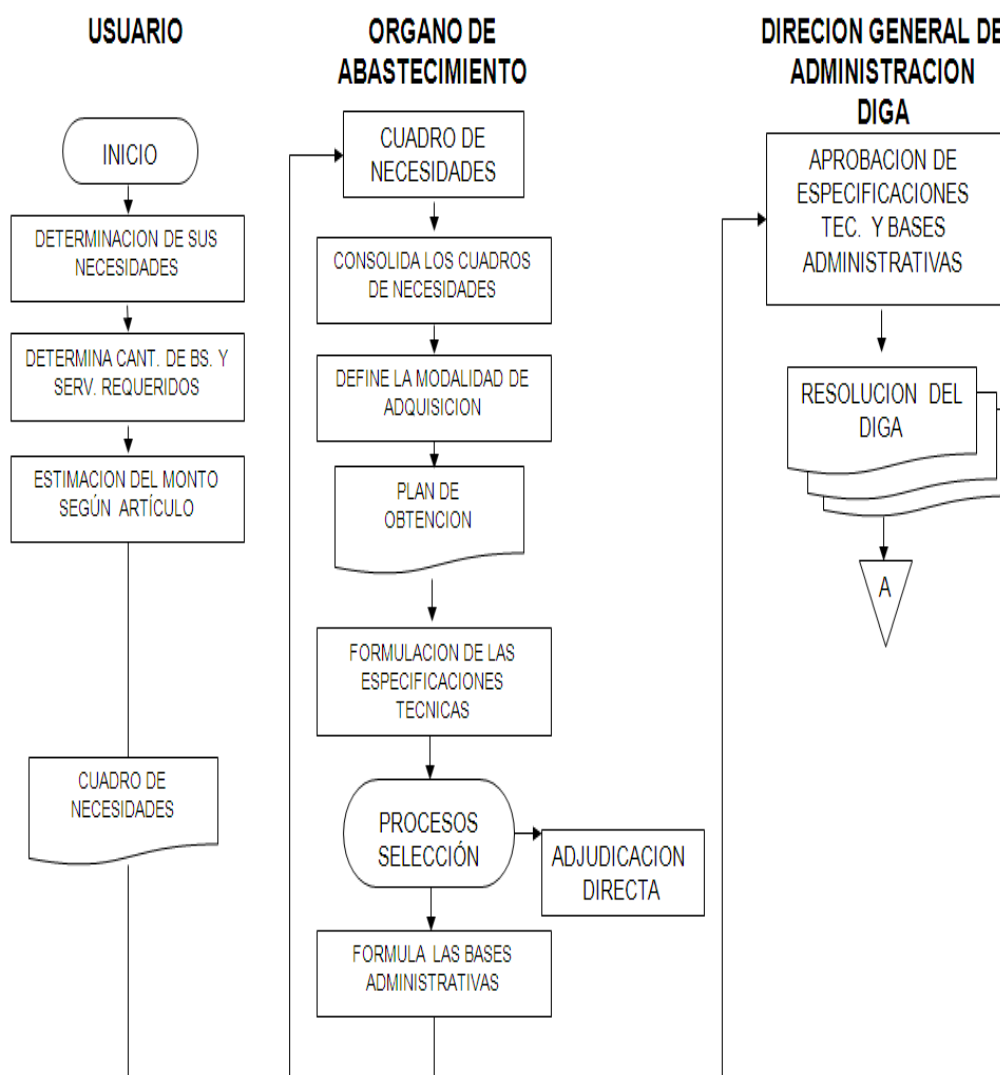 USUARIO
INICIO
DETERMINACION DE SUS
NECESIDADES
DETERMINA CANT. DE BS. Y
SERV. REQUERIDOS
ESTIMACION DEL MONTO
SEGÚN ARTÍCULO
CUADRO DE
NECESIDADES
ORGANO DE
ABASTECIMIENTO
CUADRO DE
NECESIDADES
CONSOLIDA LOS CUADROS
DE NECESIDADES
DEFINE LA MODALIDAD DE
ADQUISICION
PLAN DE
OBTENCION
FORMULACION DE LAS
ESPECIFICACIONES
TECNICAS
PROCESOS
SELECCIÓN
ADJUDICACION
DIRECTA
FORMULA LAS BASES
ADMINISTRATIVAS
DIRECION GENERAL DE
ADMINISTRACION
DIGA
APROBACION DE
ESPECIFICACIONES
TEC. Y BASES
ADMINISTRATIVAS
RESOLUCION DEL
DIGA
A